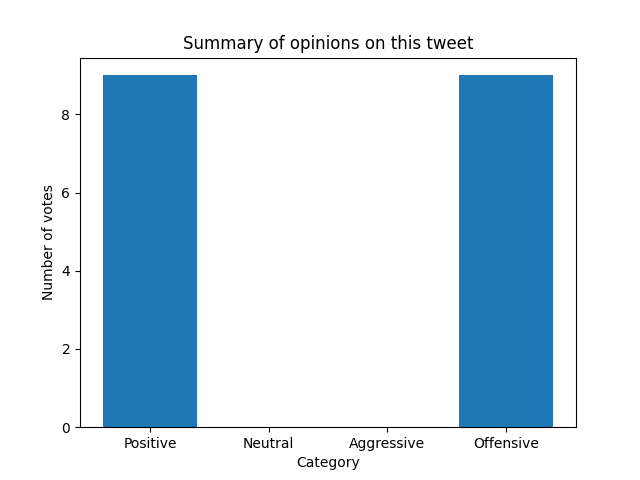 Summary of opinions on this tweet
Number of votes
8
6
4
2
0
Positive Neutral Aggressive Offensive
Category